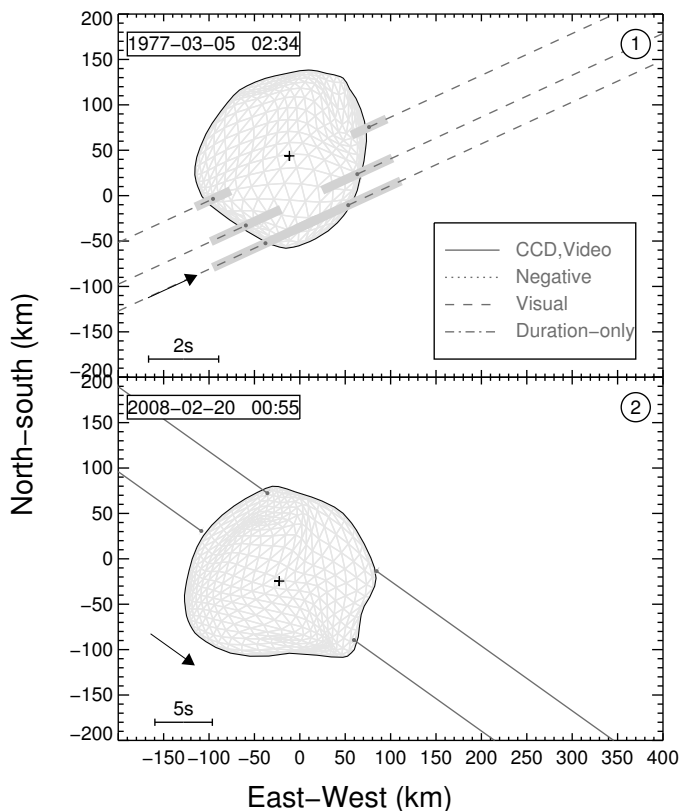 200
150
100
50
0
−50
−100
−150
−200
1977−03−05 02:34
1
CCD,Video
Negative
Visual
Duration−only
2s
North−south (km)
200
150
100
50
0
−50
−100
−150
−200
2008−02−20 00:55
2
5s
−150 −100 −50 0 50 100 150 200 250 300 350 400
East−West (km)